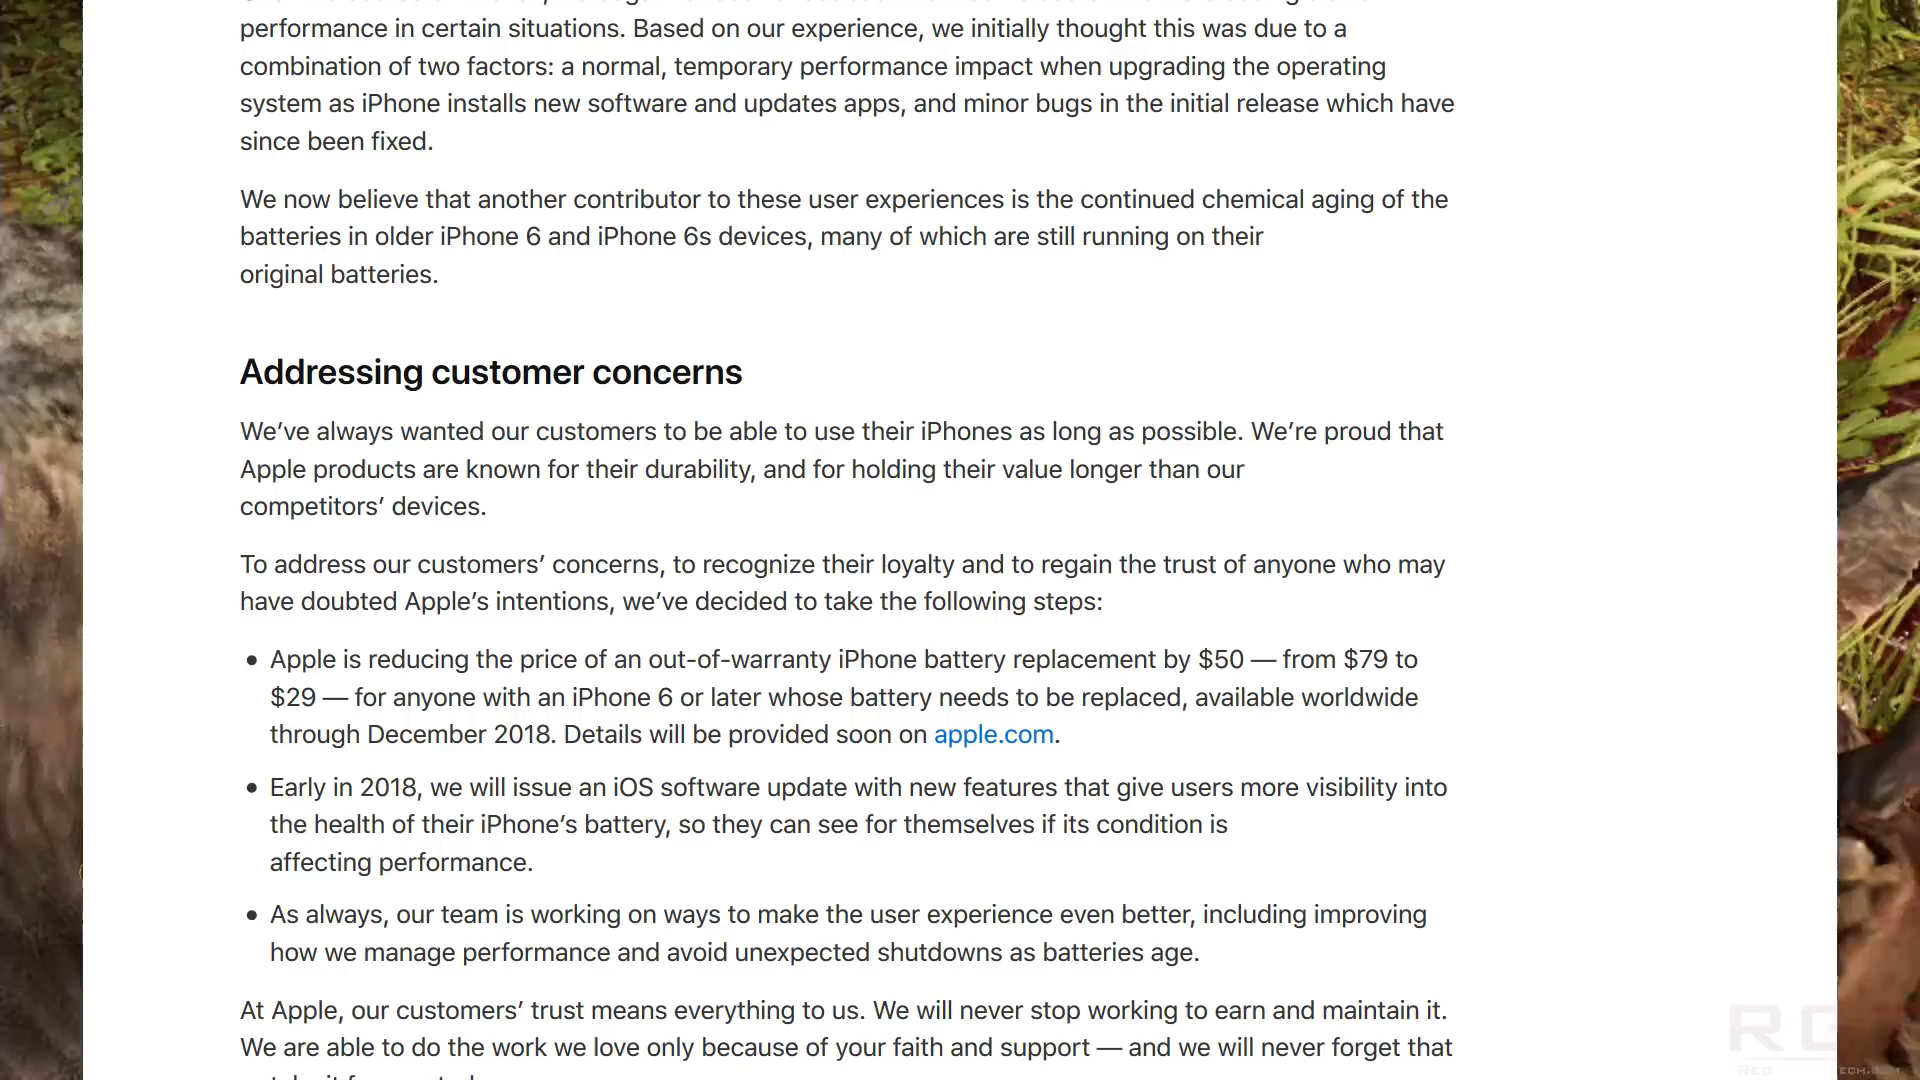 performance in certain situations. Based on our experience, we initially thought this was due to a
combination of two factors: a normal, temporary performance impact when upgrading the operating
system as iPhone installs new software and updates apps, and minor bugs in the initial release which have
since been fixed.
We now believe that another contributor to these user experiences is the continued chemical aging of the
batteries in older iPhone 6 and iPhone 6s devices, many of which are still running on their
original batteries.
Addressing customer concerns
We’ve always wanted our customers to be able to use their iPhones as long as possible. We’re proud that
Apple products are known for their durability, and for holding their value longer than our
competitors’ devices.
To address our customers’ concerns, to recognize their loyalty and to regain the trust of anyone who may
have doubted Apple’s intentions, we’ve decided to take the following steps:
• Apple is reducing the price of an out-of-warranty iPhone battery replacement by $50 — from $79 to
$29 — for anyone with an iPhone 6 or later whose battery needs to be replaced, available worldwide
through December 2018. Details will be provided soon on apple.com.
• Early in 2018, we will issue an iOS software update with new features that give users more visibility into
the health of their iPhone’s battery, so they can see for themselves if its condition is
affecting performance.
• As always, our team is working on ways to make the user experience even better, including improving
how we manage performance and avoid unexpected shutdowns as batteries age.
At Apple, our customers’ trust means everything to us. We will never stop working to earn and maintain it.
We are able to do the work we love only because of your faith and support — and we will never forget that
RG
RED